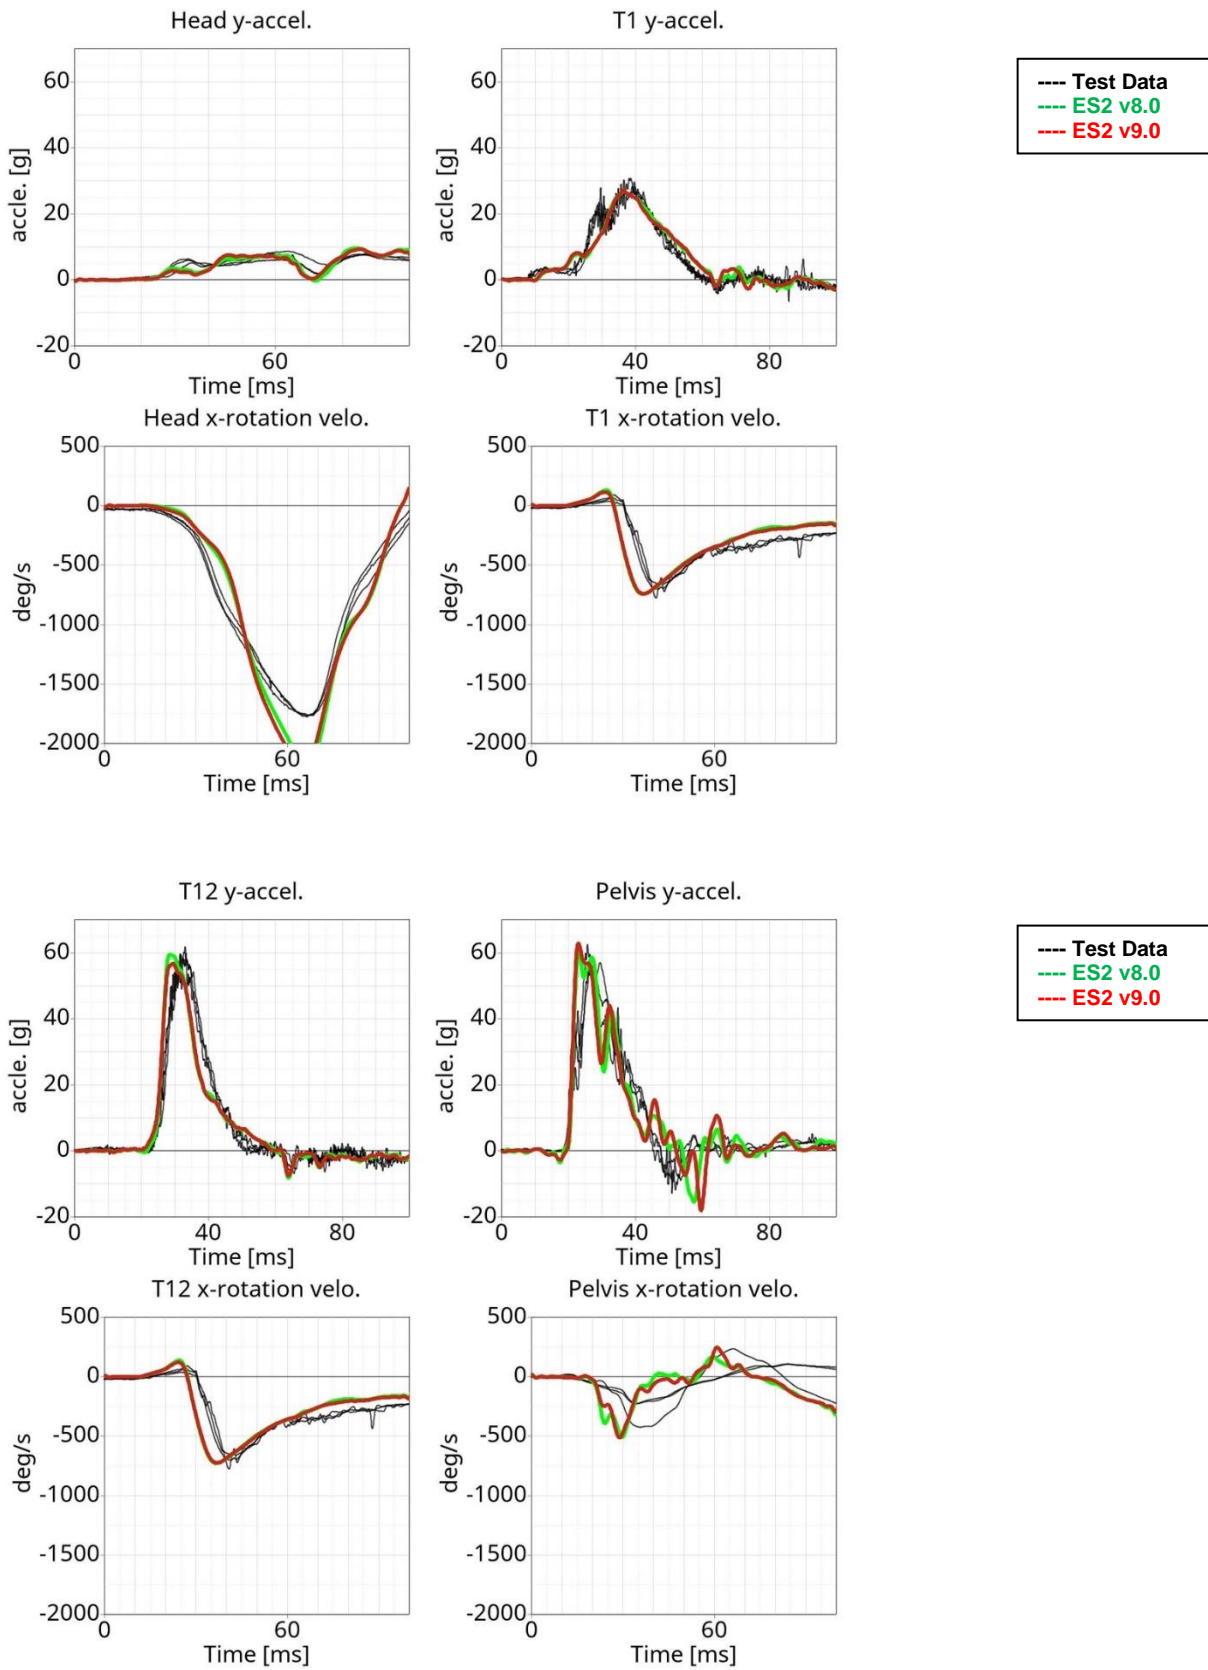 Head y-accel.
T1 y-accel.
60
40
20
0
-20
accle. [g]
0
60
Time [ms]
60
40
20
0
-20
accle. [g]
0
40
80
Time [ms]
---- Test Data
---- ES2 v8.0
---- ES2 v9.0
Head x-rotation velo.
T1 x-rotation velo.
500
0
-500
-1000
-1500
-2000
deg/s
0
60
Time [ms]
500
0
-500
-1000
-1500
-2000
deg/s
0
60
Time [ms]
T12 y-accel.
Pelvis y-accel.
60
40
20
0
-20
accle. [g]
0
40
80
Time [ms]
60
40
20
0
-20
accle. [g]
0
40
80
Time [ms]
---- Test Data
---- ES2 v8.0
---- ES2 v9.0
T12 x-rotation velo.
Pelvis x-rotation velo.
500
0
-500
-1000
-1500
-2000
deg/s
0
60
Time [ms]
500
0
-500
-1000
-1500
-2000
deg/s
0
60
Time [ms]